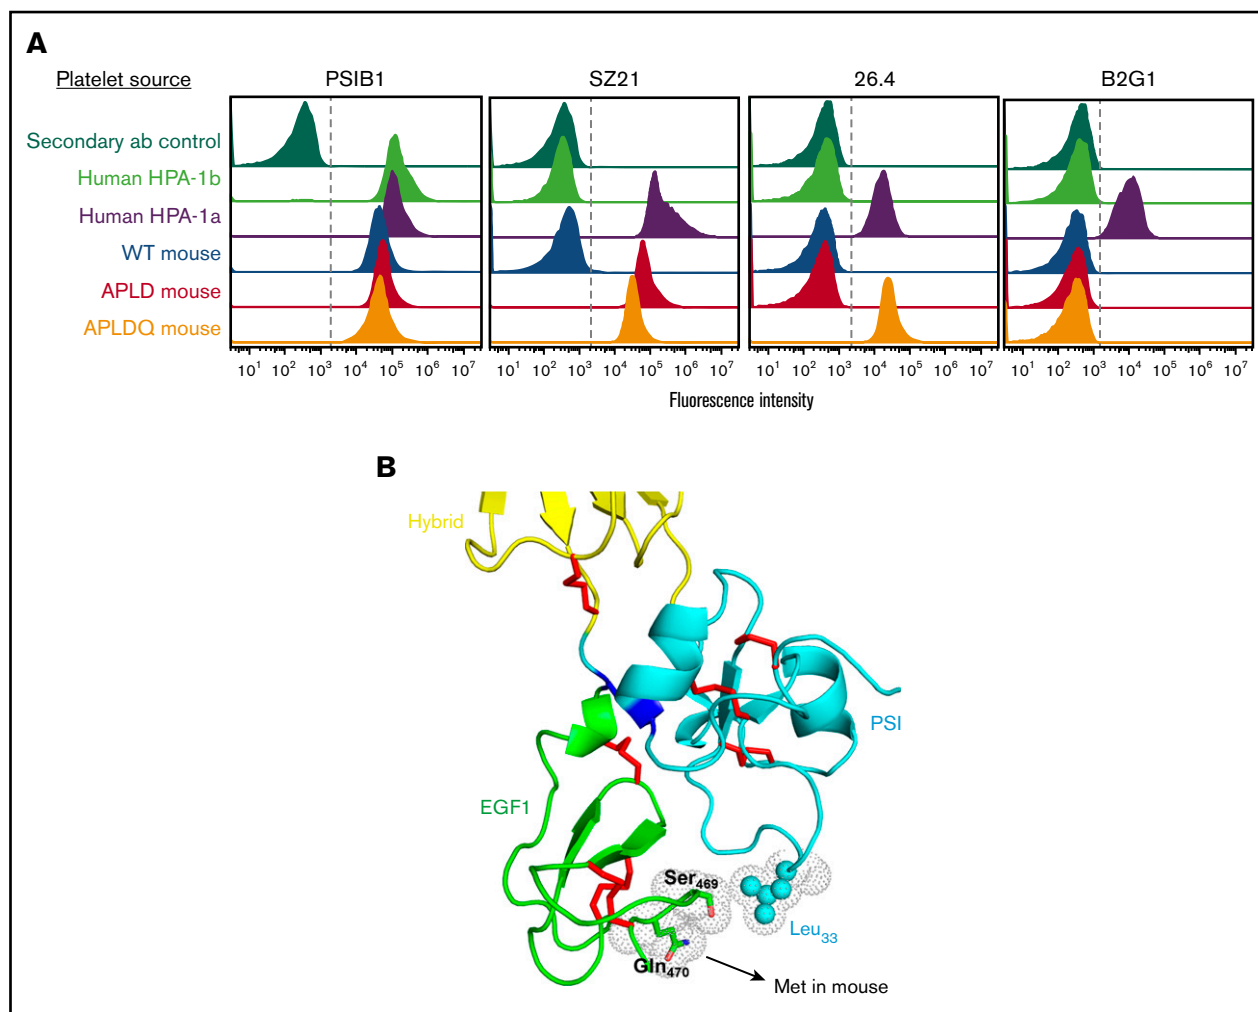 A
Platelet source
PSIB1
SZ21
26.4
B2G1
Secondary ab control
Human HPA-1b
Human HPA-1a
WT mouse
APLD mouse
APLDQ mouse
10¹ 10² 10³ 10⁴ 10⁵ 10⁶ 10⁷ 10¹ 10² 10³ 10⁴ 10⁵ 10⁶ 10⁷ 10¹ 10² 10³ 10⁴ 10⁵ 10⁶ 10⁷ 10¹ 10² 10³ 10⁴ 10⁵ 10⁶ 10⁷
Fluorescence intensity
B
Hybrid
PSI
EGF1
Ser₄₆₉
Leu₃₃
Gln₄₇₀
Met in mouse